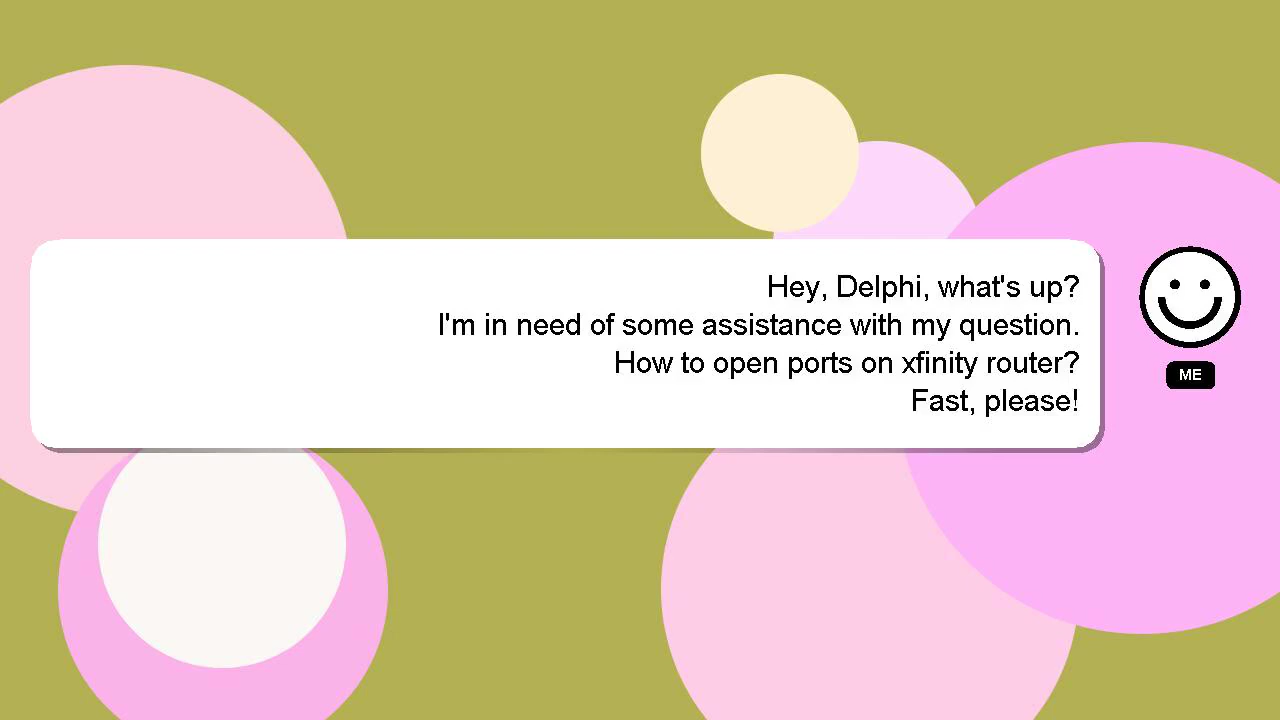 Hey, Delphi, what's up?
I'm in need of some assistance with my question.
How to open ports on xfinity router?
Fast, please!
ME